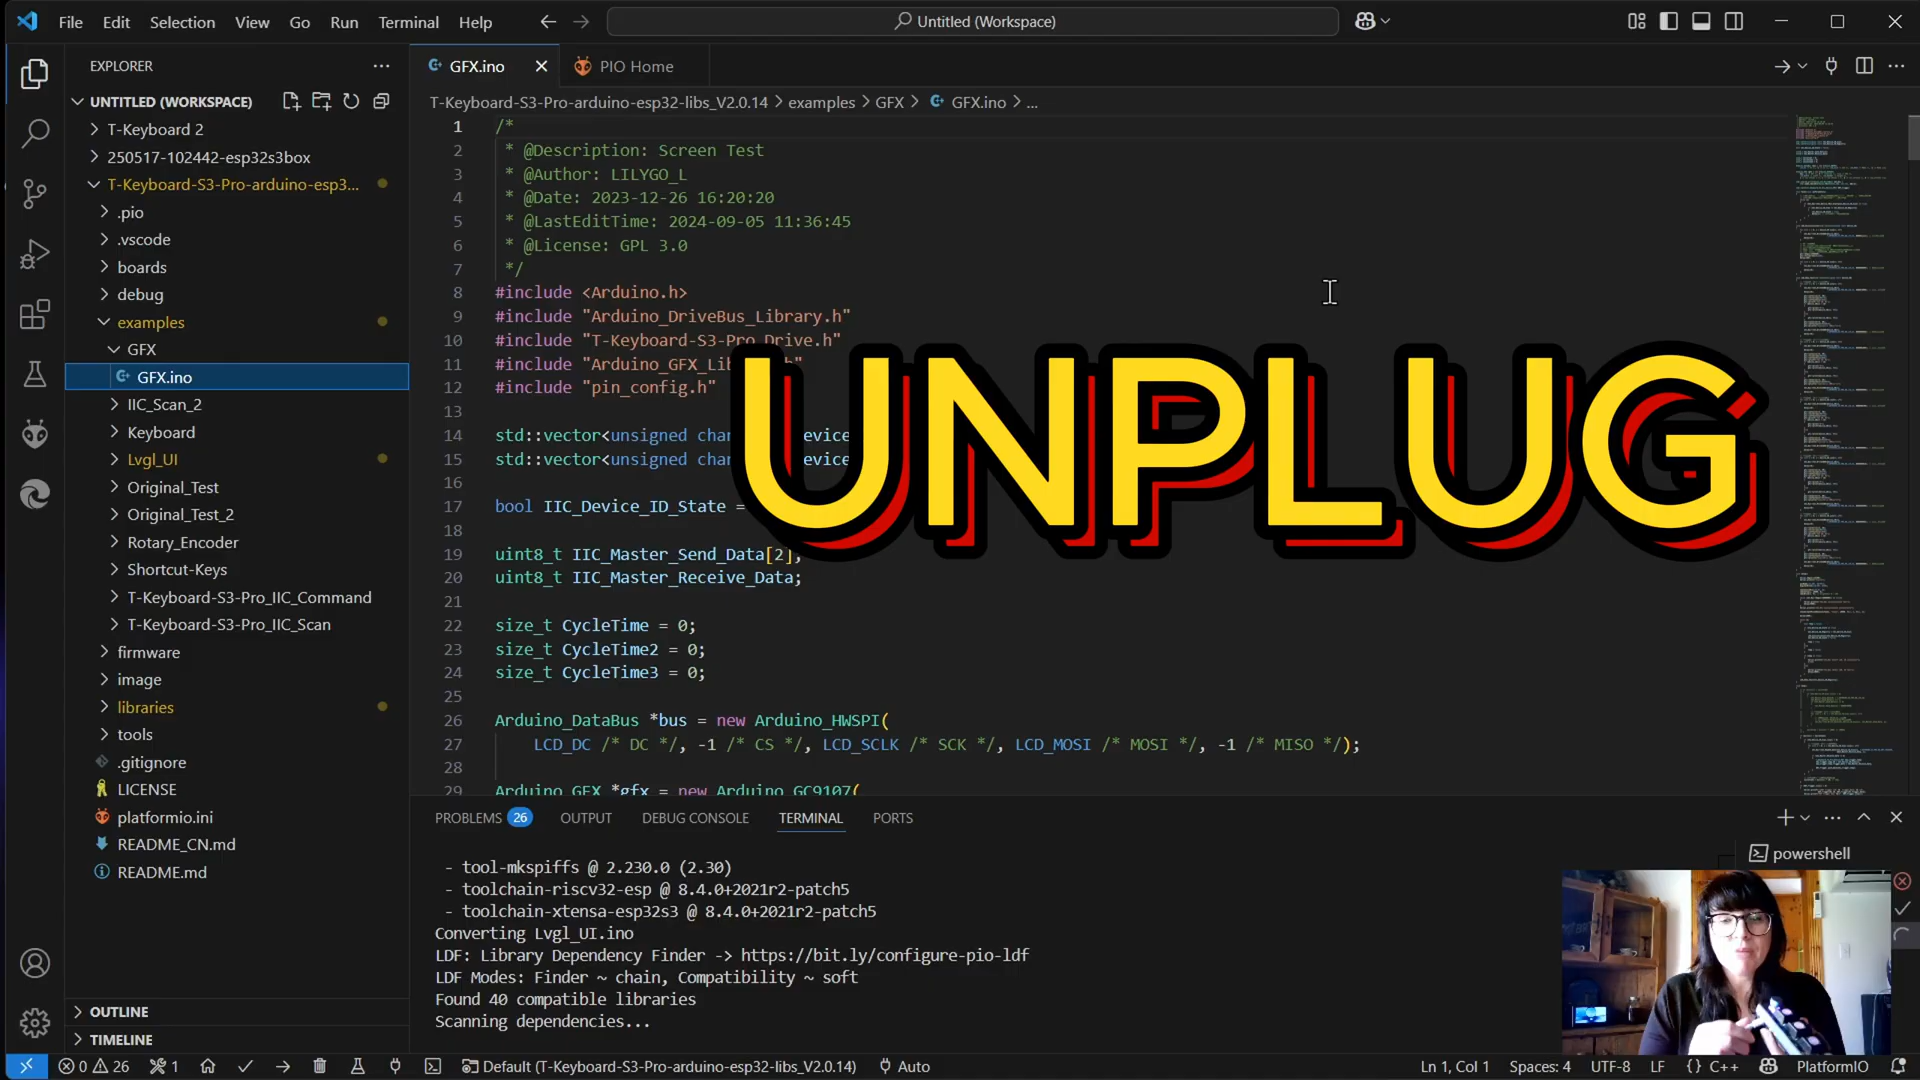 File Edit Selection View Go Run Terminal Help
Untitled (Workspace)
EXPLORER
UNTITLED (WORKSPACE)
T-Keyboard 2
250517-102442-esp32s3box
T-Keyboard-S3-Pro-arduino-esp3...
.pio
.vscode
boards
debug
examples
GFX
GFX.ino
IIC_Scan_2
Keyboard
Lvgl_UI
Original_Test
Original_Test_2
Rotary_Encoder
Shortcut-Keys
T-Keyboard-S3-Pro_IIC_Command
T-Keyboard-S3-Pro_IIC_Scan
firmware
image
libraries
tools
.gitignore
LICENSE
platformio.ini
README_CN.md
README.md
OUTLINE
TIMELINE
GFX.ino
PIO Home
T-Keyboard-S3-Pro-arduino-esp32-libs_V2.0.14 > examples > GFX > GFX.ino > ...
1 /*
2 * @Description: Screen Test
3 * @Author: LILYGO_L
4 * @Date: 2023-12-26 16:20:20
5 * @LastEditTime: 2024-09-05 11:36:45
6 * @License: GPL 3.0
7 */
8 #include <Arduino.h>
9 #include "Arduino_DriveBus_Library.h"
10 #include "T-Keyboard-S3-Pro_Drive.h"
11 #include "Arduino_GFX_Li
12 #include "pin_config.h"
13
14 std::vector<unsigned char evice
15 std::vector<unsigned char evice
16
17 bool IIC_Device_ID_State =
18
19 uint8_t IIC_Master_Send_Data[2];
20 uint8_t IIC_Master_Receive_Data;
21
22 size_t CycleTime = 0;
23 size_t CycleTime2 = 0;
24 size_t CycleTime3 = 0;
25
26 Arduino_DataBus *bus = new Arduino_HWSPI(
27 LCD_DC /* DC */, -1 /* CS */, LCD_SCLK /* SCK */, LCD_MOSI /* MOSI */, -1 /* MISO */);
28
29 Arduino_GFX *gfx = new Arduino_GC9107(
UNPLUG
PROBLEMS 26 OUTPUT DEBUG CONSOLE TERMINAL PORTS
powershell
- tool-mkspiffs @ 2.230.0 (2.30)
- toolchain-riscv32-esp @ 8.4.0+2021r2-patch5
- toolchain-xtensa-esp32s3 @ 8.4.0+2021r2-patch5
Converting Lvgl_UI.ino
LDF: Library Dependency Finder -> https://bit.ly/configure-pio-ldf
LDF Modes: Finder ~ chain, Compatibility ~ soft
Found 40 compatible libraries
Scanning dependencies...
0 26 1 Default (T-Keyboard-S3-Pro-arduino-esp32-libs_V2.0.14) Auto
Ln 1, Col 1 Spaces: 4 UTF-8 LF {} C++ PlatformIO